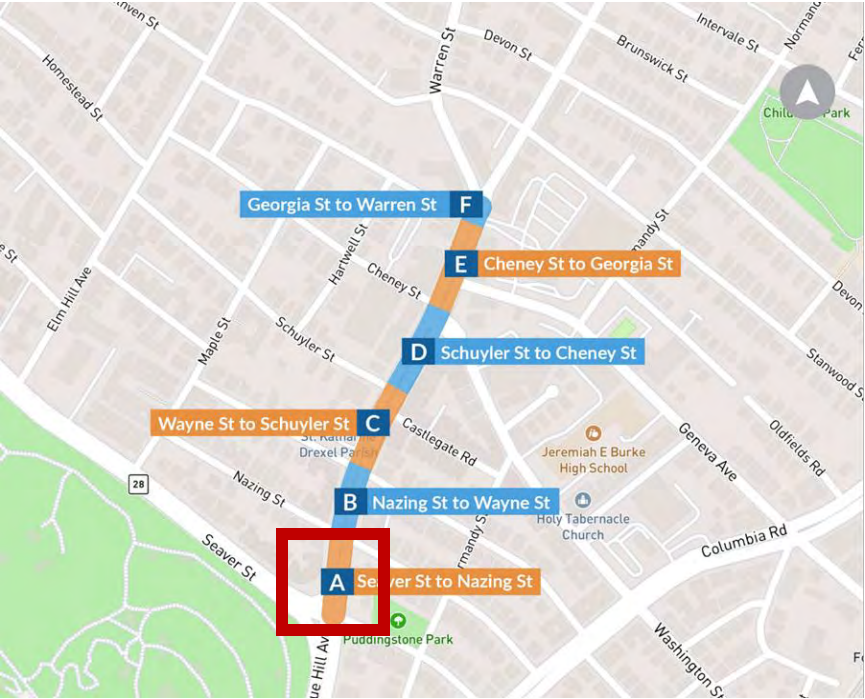 Intervale St
Devon St
Warren St
Brunswick St
Homestead St
Georgia St to Warren St F
Hartwell St
E Cheney St to Georgia St
Cheney St
Elm Hill Ave
Maple St
Schuyler St
D Schuyler St to Cheney St
Stanwood S
Wayne St to Schuyler St C
Drexel Parish
Castlegate Rd
Jeremiah E Burke
High School
Geneva Ave
Oldfields Rd
28
Nazing St
B Nazing St to Wayne St
Holy Tabernacle
Church
Columbia Rd
Seaver St
A Seaver St to Nazing St
Puddingstone Park
ue Hill Av
Washington S